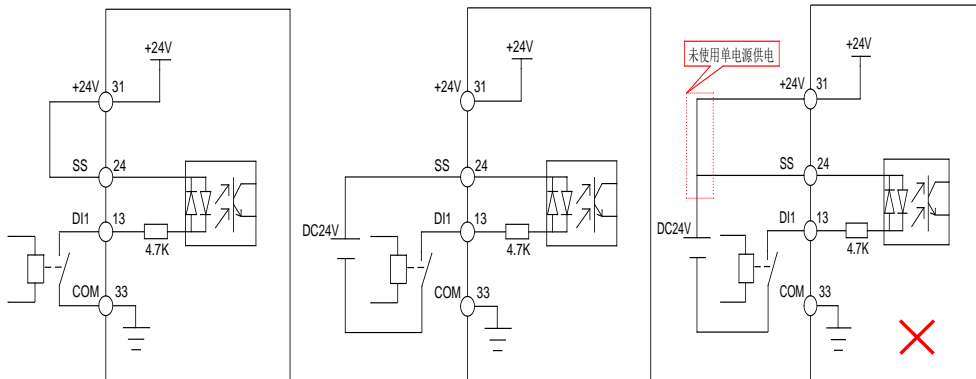 +24V
+24V 31
SS 24
DI1 13
4.7K
COM 33
+24V
+24V 31
SS 24
DI1 13
DC24V
4.7K
COM 33
未使用单电源供电
+24V
+24V 31
SS 24
DI1 13
DC24V
4.7K
COM 33